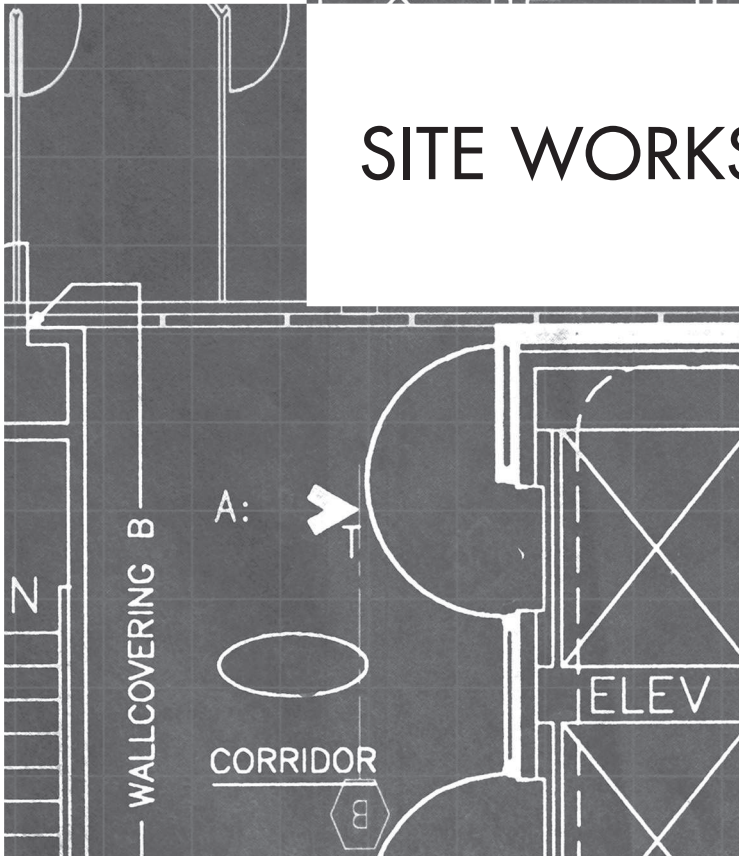 SITE WORKS
A:
T
WALLCOVERING B
N
ELEV
CORRIDOR
B